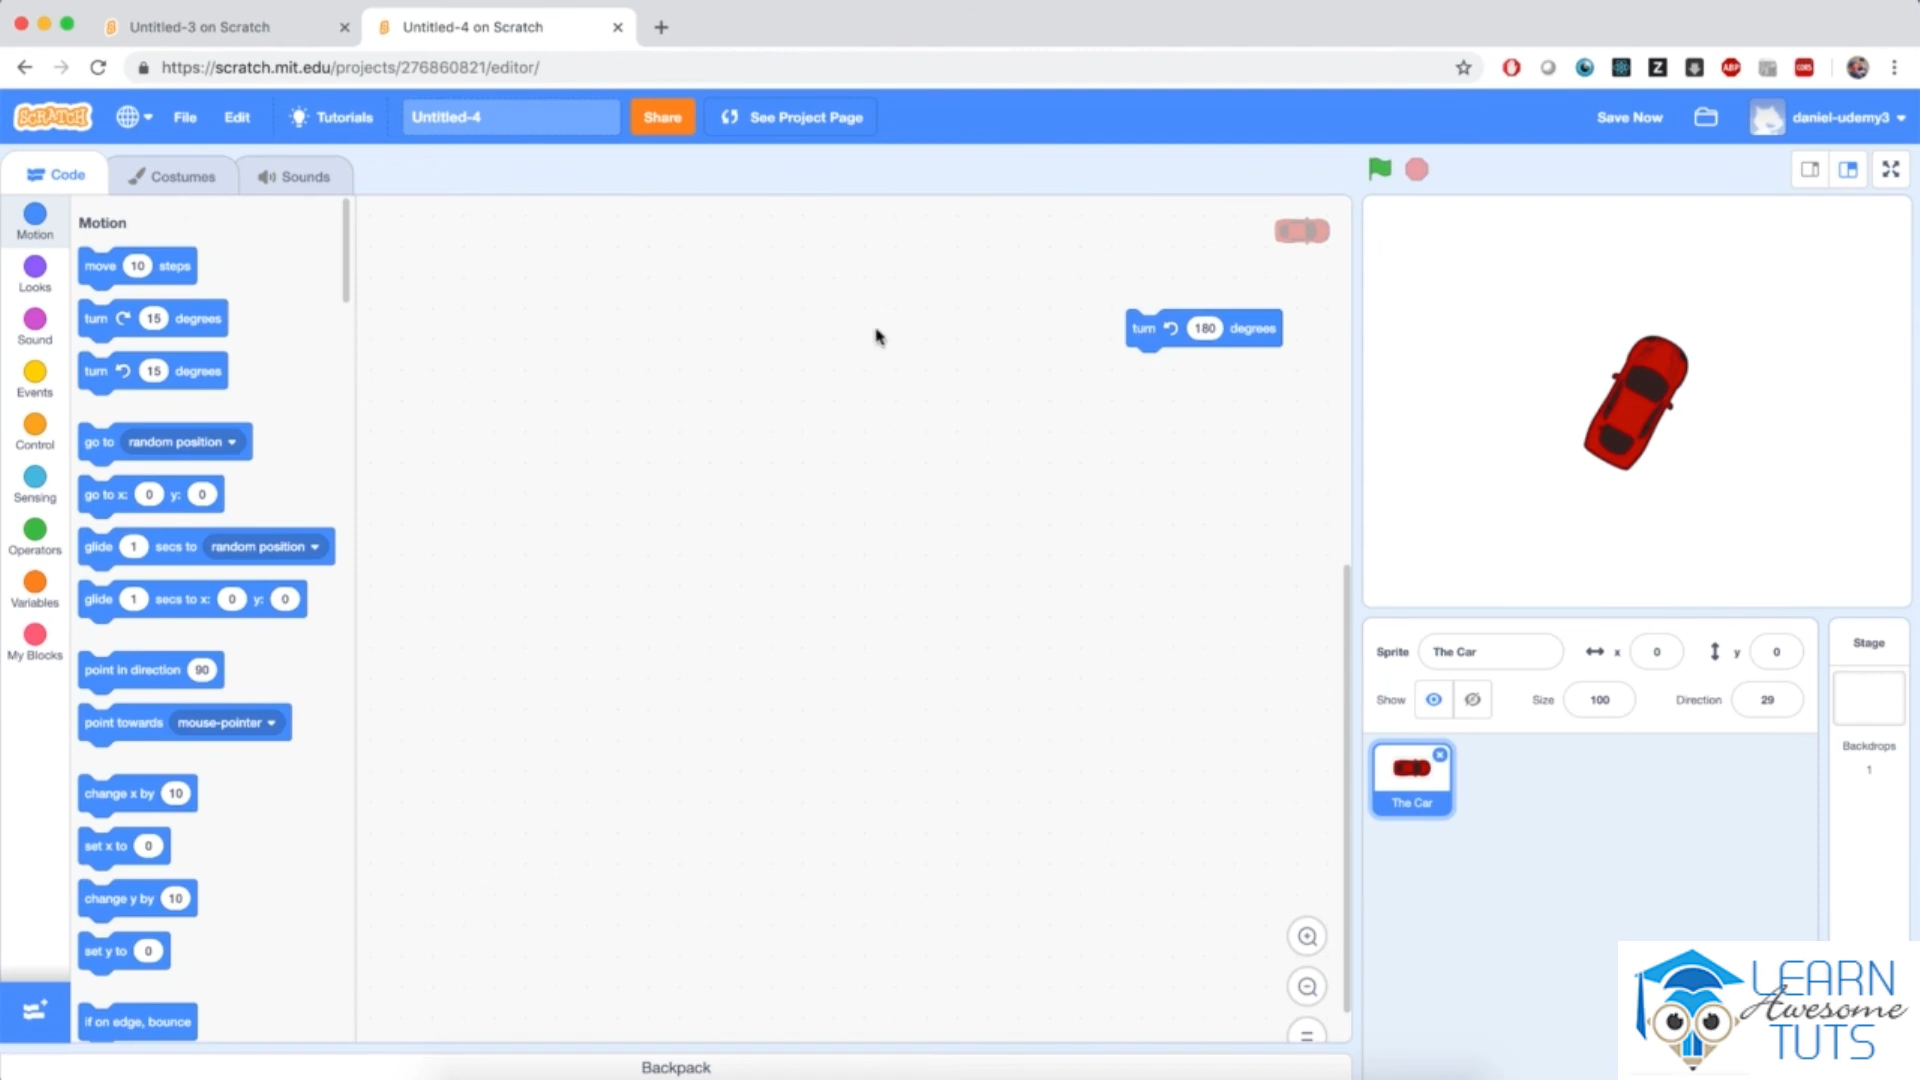 Untitled-3 on Scratch
Untitled-4 on Scratch
https://scratch.mit.edu/projects/276860821/editor/
Z
ABP
CORS
SCRATCH
File
Edit
Tutorials
Untitled-4
Share
See Project Page
Save Now
daniel-udemy3
Code
Costumes
Sounds
Motion
Looks
Sound
Events
Control
Sensing
Operators
Variables
My Blocks
Motion
move 10 steps
turn 15 degrees
turn 15 degrees
go to random position
go to x: 0 y: 0
glide 1 secs to random position
glide 1 secs to x: 0 y: 0
point in direction 90
point towards mouse-pointer
change x by 10
set x to 0
change y by 10
set y to 0
if on edge, bounce
turn 180 degrees
Sprite The Car x 0 y 0
Show Size 100 Direction 29
The Car
Stage
Backdrops
1
Backpack
LEARN
Awesome
TUTS